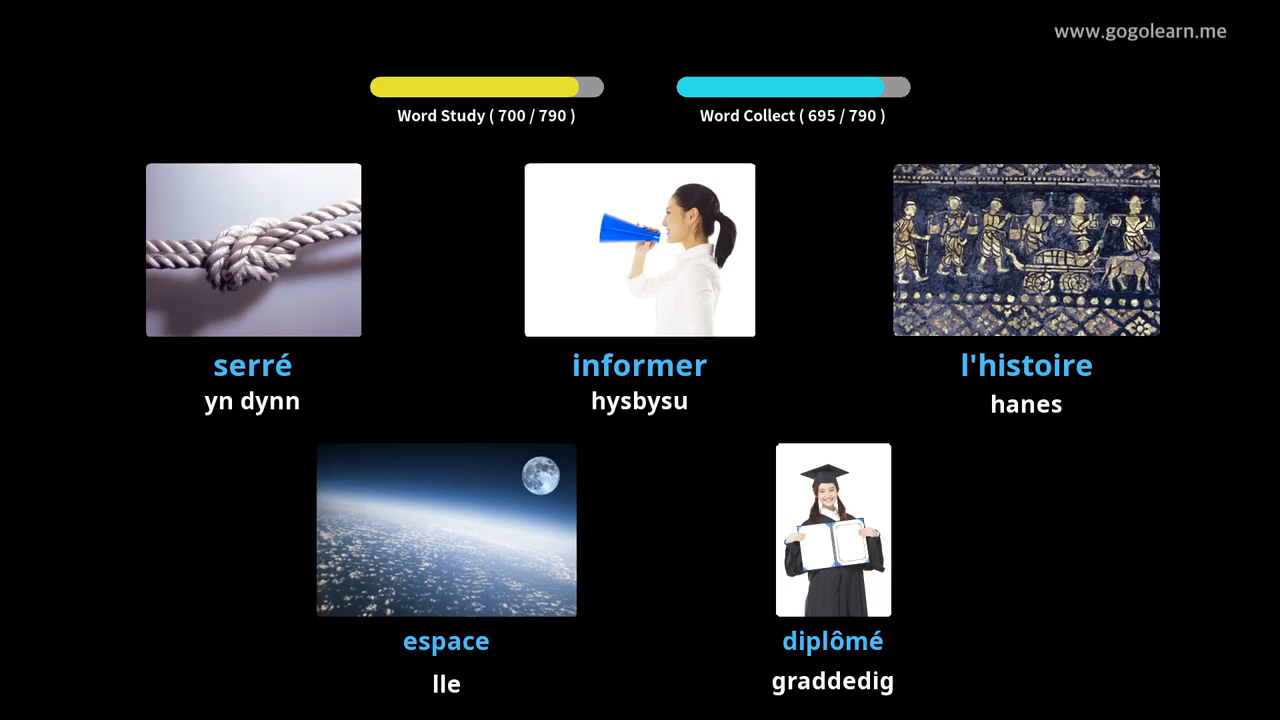 www.gogolearn.me
Word Study ( 700 / 790 )
Word Collect ( 695 / 790 )
serré
yn dynn
informer
hysbysu
l'histoire
hanes
espace
lle
diplômé
graddedig